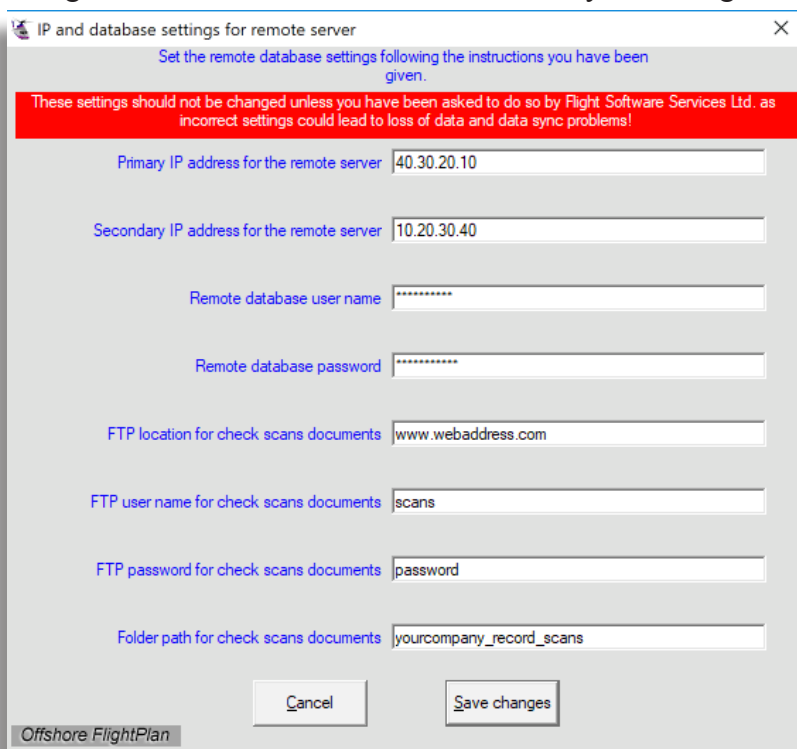 IP and database settings for remote server
Set the remote database settings following the instructions you have been
given.
These settings should not be changed unless you have been asked to do so by Flight Software Services Ltd. as
incorrect settings could lead to loss of data and data sync problems!
Primary IP address for the remote server 40.30.20.10
Secondary IP address for the remote server 10.20.30.40
Remote database user name **********
Remote database password ***********
FTP location for check scans documents www.webaddress.com
FTP user name for check scans documents scans
FTP password for check scans documents password
Folder path for check scans documents yourcompany_record_scans
Cancel Save changes
Offshore FlightPlan